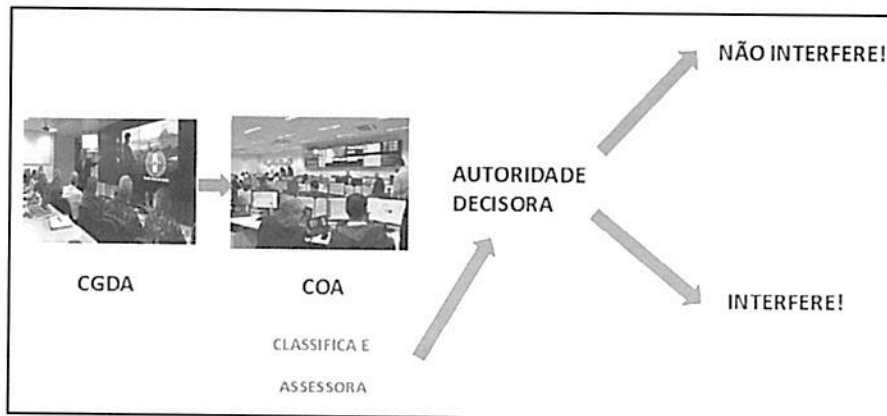 NÃO INTERFERE!
AUTORIDADE
DECISORA
CGDA
COA
INTERFERE!
CLASSIFICA E
ASSESSORA